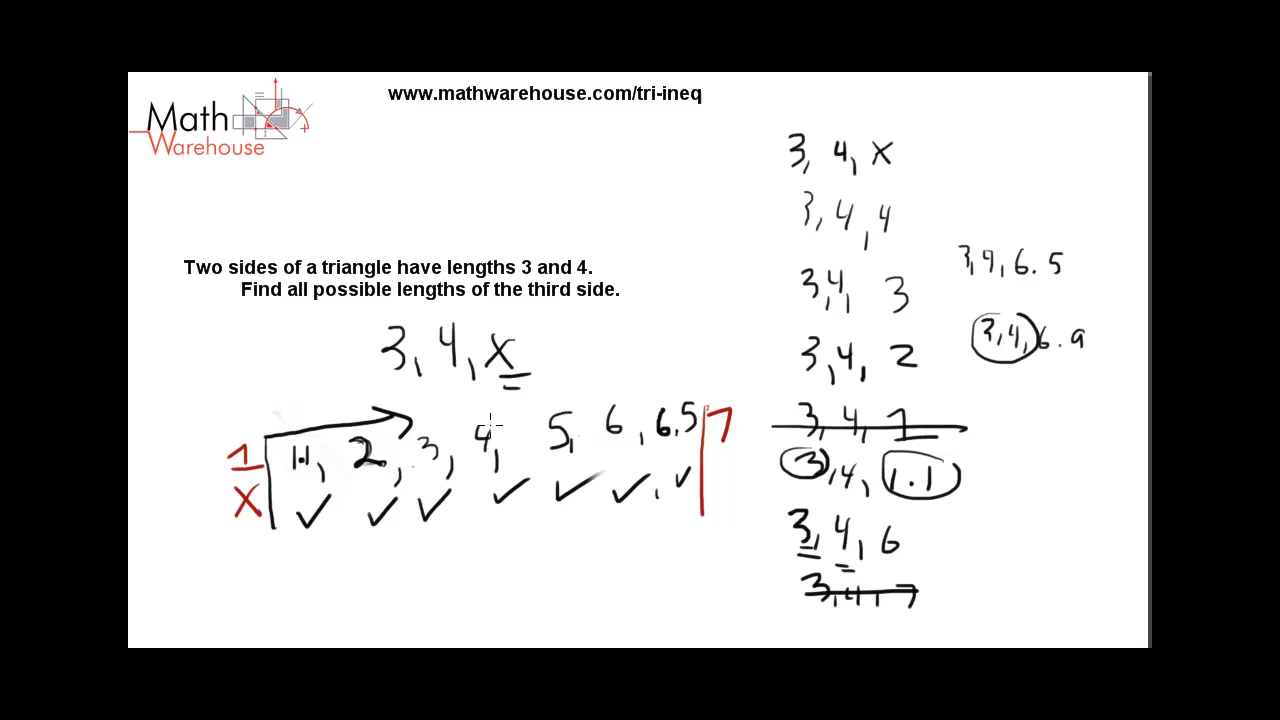 www.mathwarehouse.com/tri-ineq
Math
Warehouse
Two sides of a triangle have lengths 3 and 4.
Find all possible lengths of the third side.
3, 4, x
1 1.1, 2, 3, 4, 5, 6, 6.5 7
x ✓ ✓ ✓ ✓ ✓ ✓ ✓
3, 4, x
3, 4, 4
3, 4, 3
3, 4, 2
3, 4, 1
3, 4, 1.1
3, 4, 6
3, 4, 7
3, 4, 6.5
3, 4, 6.9